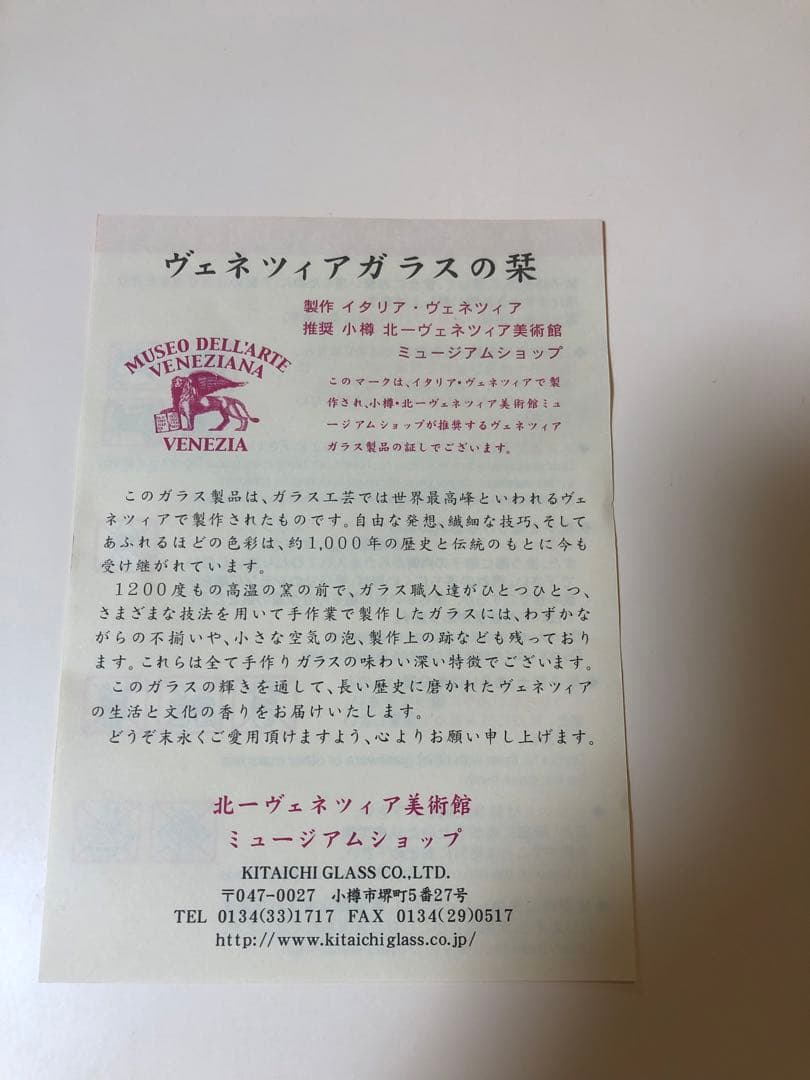 ヴェネツィアガラスの栞
製作 イタリア・ヴェネツィア
推奨 小樽 北一ヴェネツィア美術館
ミュージアムショップ
MUSEO DELL'ARTE
VENEZIANA
VENEZIA
このマークは、イタリア・ヴェネツィアで製
作され、小樽・北一ヴェネツィア美術館ミュ
ージアムショップが推奨するヴェネツィア
ガラス製品の証しでございます。
このガラス製品は、ガラス工芸では世界最高峰といわれるヴェ
ネツィアで製作されたものです。自由な発想、繊細な技巧、そして
あふれるほどの色彩は、約1,000年の歴史と伝統のもとに今も
受け継がれています。
1200度もの高温の窯の前で、ガラス職人達がひとつひとつ、
さまざまな技法を用いて手作業で製作したガラスには、わずかな
がらの不揃いや、小さな空気の泡、製作上の跡なども残っており
ます。これらは全て手作りガラスの味わい深い特徴でございます。
このガラスの輝きを通して、長い歴史に磨かれたヴェネツィア
の生活と文化の香りをお届けいたします。
どうぞ末永くご愛用頂けますよう、心よりお願い申し上げます。
北一ヴェネツィア美術館
ミュージアムショップ
KITAICHI GLASS CO.,LTD.
〒047-0027 小樽市堺町5番27号
TEL 0134(33)1717 FAX 0134(29)0517
http://www.kitaichiglass.co.jp/